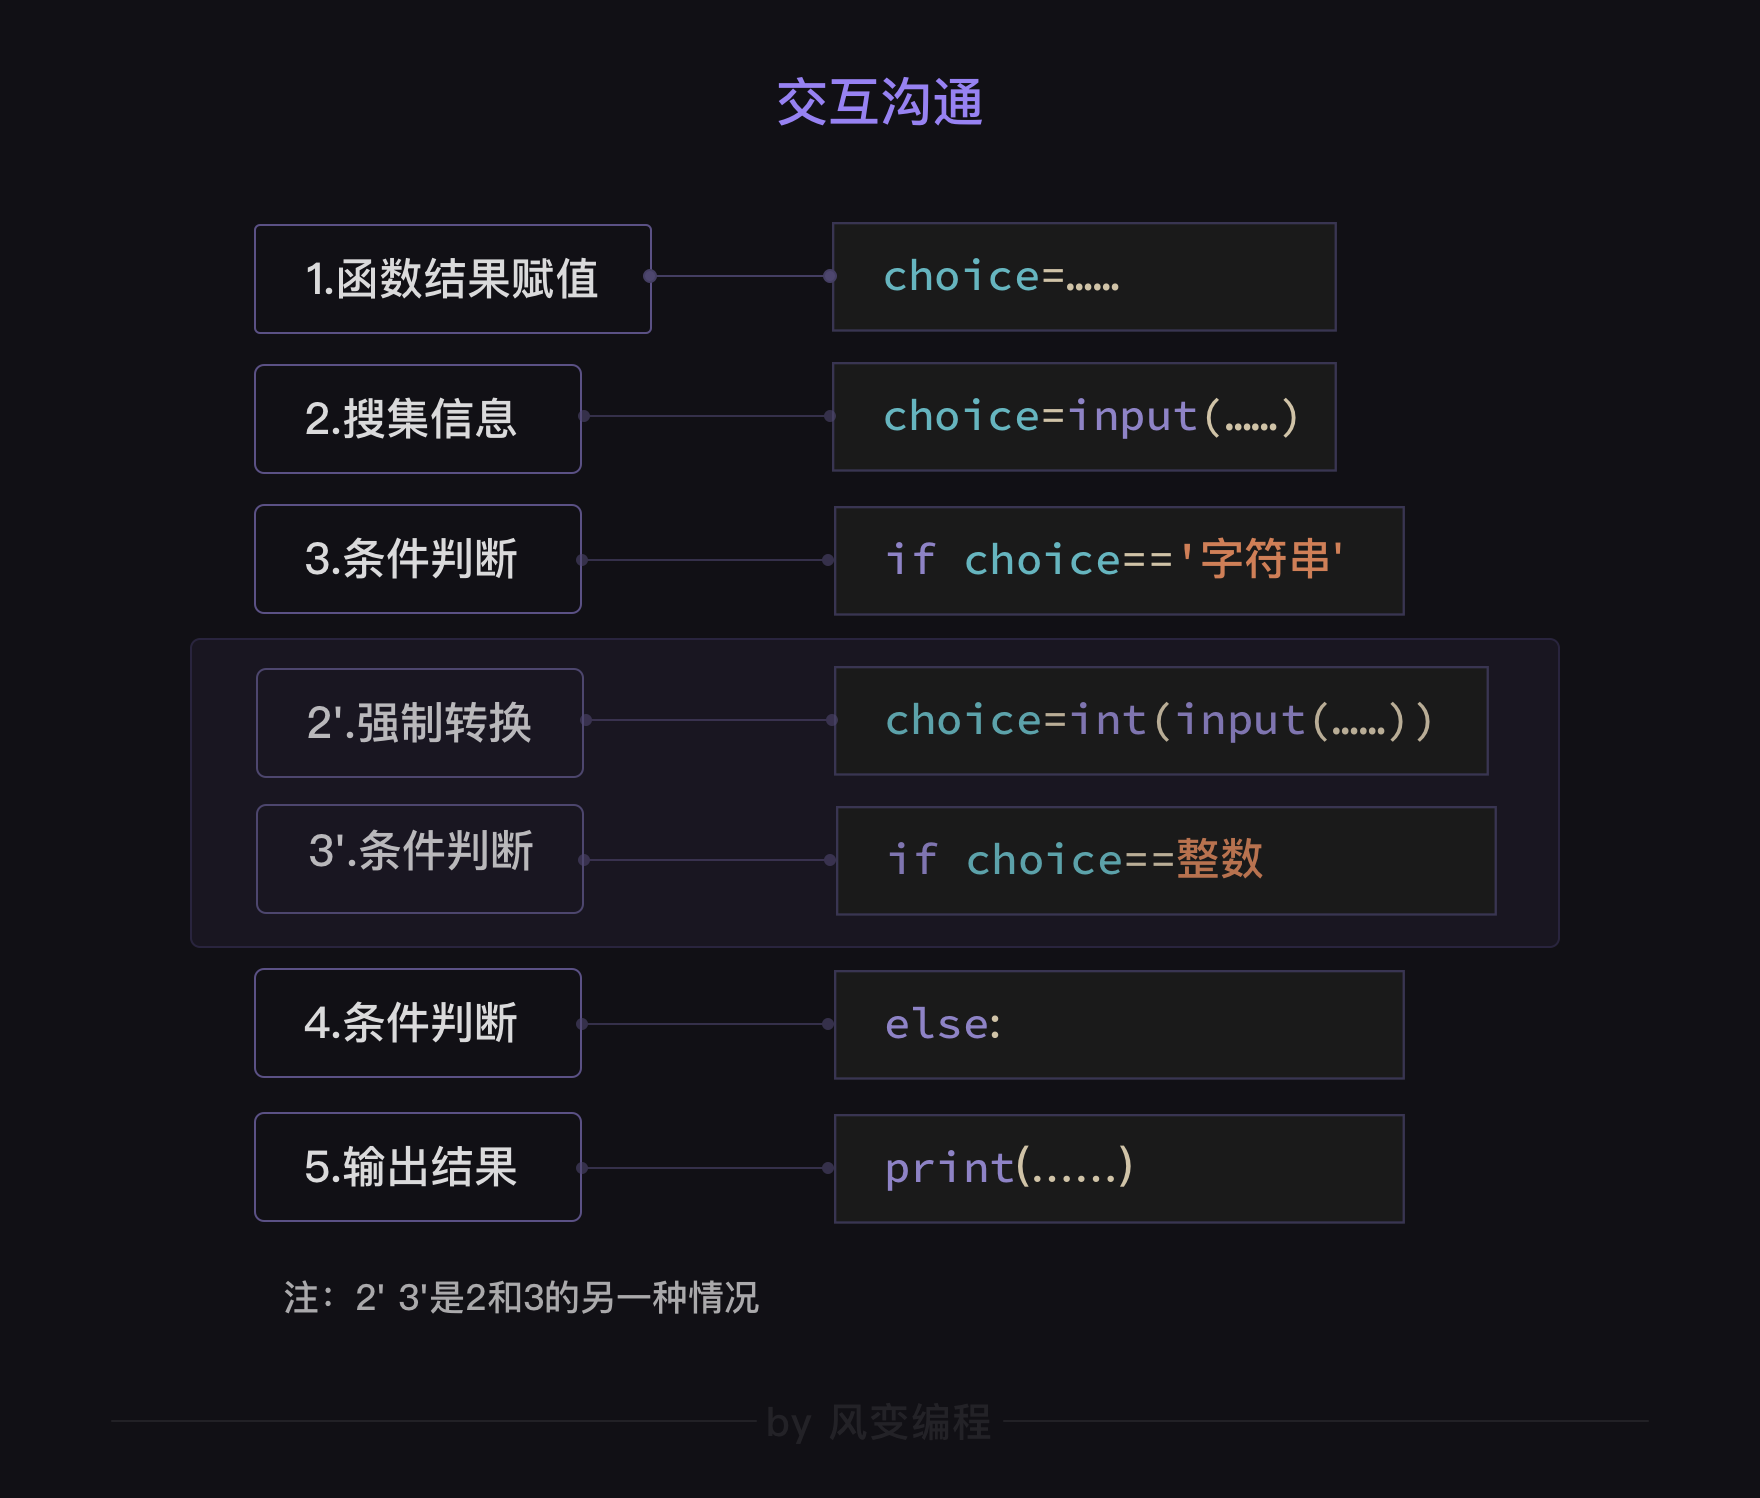 交互沟通
1.函数结果赋值 choice=……
2.搜集信息 choice=input(……)
3.条件判断 if choice=='字符串'
2'.强制转换 choice=int(input(……))
3'.条件判断 if choice==整数
4.条件判断 else:
5.输出结果 print(……)
注：2' 3'是2和3的另一种情况
by 风变编程